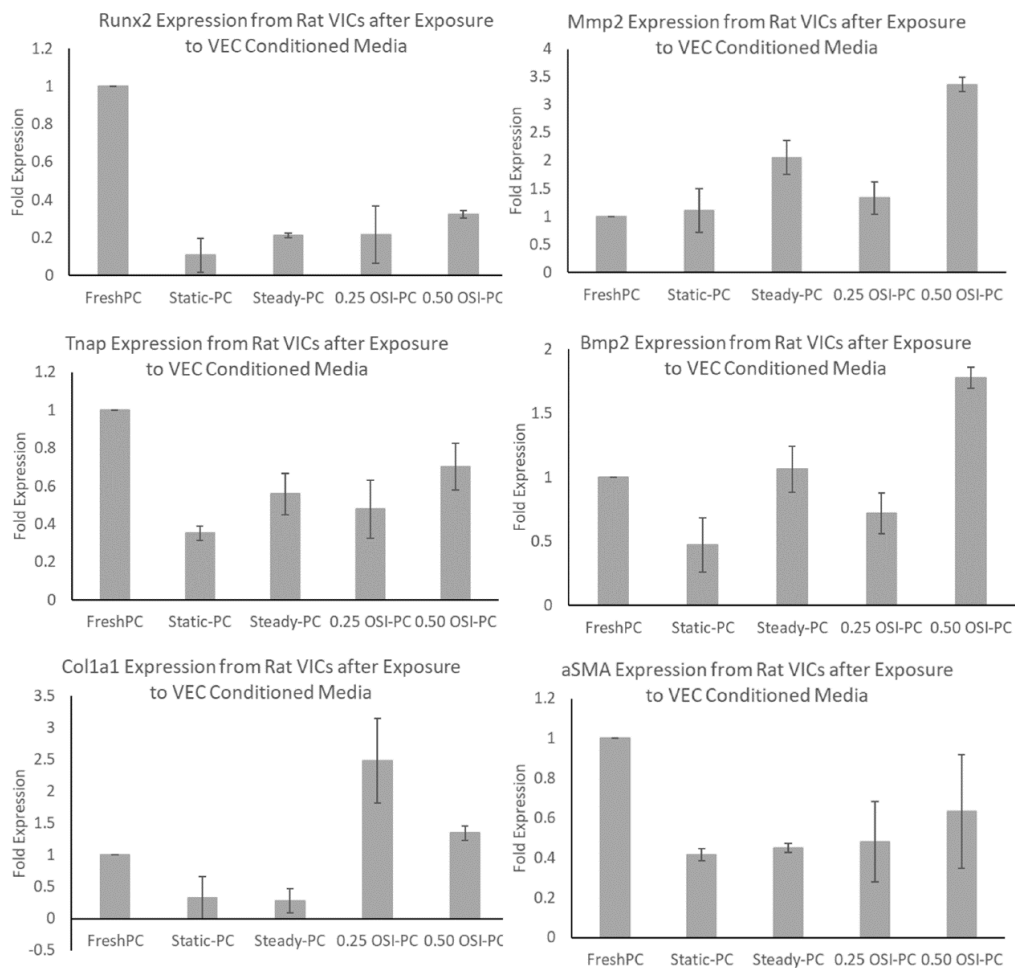 Runx2 Expression from Rat VICs after Exposure
to VEC Conditioned Media
1.2
1
0.8
0.6
0.4
0.2
0
Fold Expression
FreshPC Static-PC Steady-PC 0.25 OSI-PC 0.50 OSI-PC
Mmp2 Expression from Rat VICs after Exposure
to VEC Conditioned Media
4
3.5
3
2.5
2
1.5
1
0.5
0
Fold Expression
FreshPC Static-PC Steady-PC 0.25 OSI-PC 0.50 OSI-PC
Tnap Expression from Rat VICs after Exposure
to VEC Conditioned Media
1.2
1
0.8
0.6
0.4
0.2
0
Fold Expression
FreshPC Static-PC Steady-PC 0.25 OSI-PC 0.50 OSI-PC
Bmp2 Expression from Rat VICs after Exposure
to VEC Conditioned Media
2
1.5
1
0.5
0
Fold Expression
FreshPC Static-PC Steady-PC 0.25 OSI-PC 0.50 OSI-PC
Col1a1 Expression from Rat VICs after Exposure
to VEC Conditioned Media
3.5
3
2.5
2
1.5
1
0.5
0
-0.5
Fold Expression
FreshPC Static-PC Steady-PC 0.25 OSI-PC 0.50 OSI-PC
aSMA Expression from Rat VICs after Exposure
to VEC Conditioned Media
1.2
1
0.8
0.6
0.4
0.2
0
Fold Expression
FreshPC Static-PC Steady-PC 0.25 OSI-PC 0.50 OSI-PC